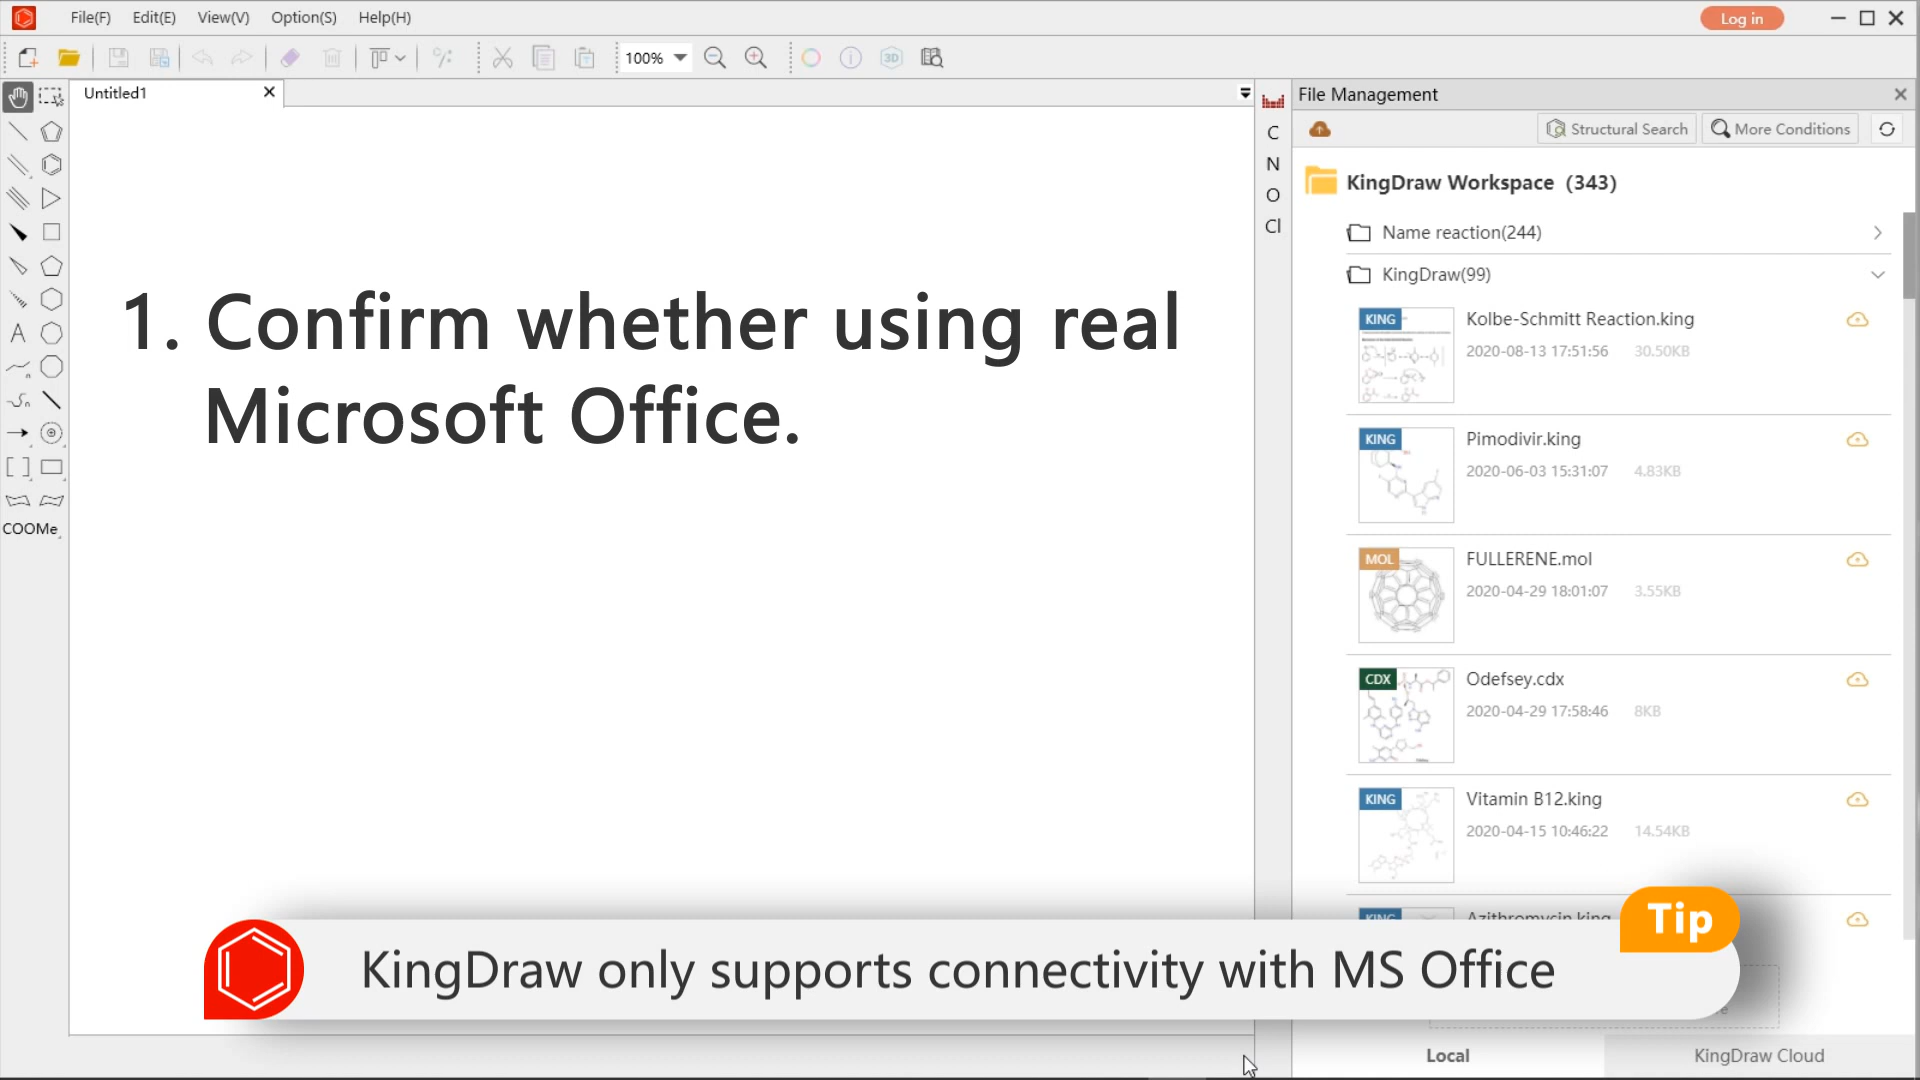 File(F) Edit(E) View(V) Option(S) Help(H) Log in
100% 3D
Untitled1
File Management
Structural Search More Conditions
C
N
O
Cl
A
COOMe
KingDraw Workspace (343)
Name reaction(244)
KingDraw(99)
KING Kolbe-Schmitt Reaction.king
2020-08-13 17:51:56 30.50KB
KING Pimodivir.king
2020-06-03 15:31:07 4.83KB
MOL FULLERENE.mol
2020-04-29 18:01:07 3.55KB
CDX Odefsey.cdx
2020-04-29 17:58:46 8KB
KING Vitamin B12.king
2020-04-15 10:46:22 14.54KB
KING Azithromycin.king
1. Confirm whether using real
Microsoft Office.
Tip
KingDraw only supports connectivity with MS Office
Local KingDraw Cloud